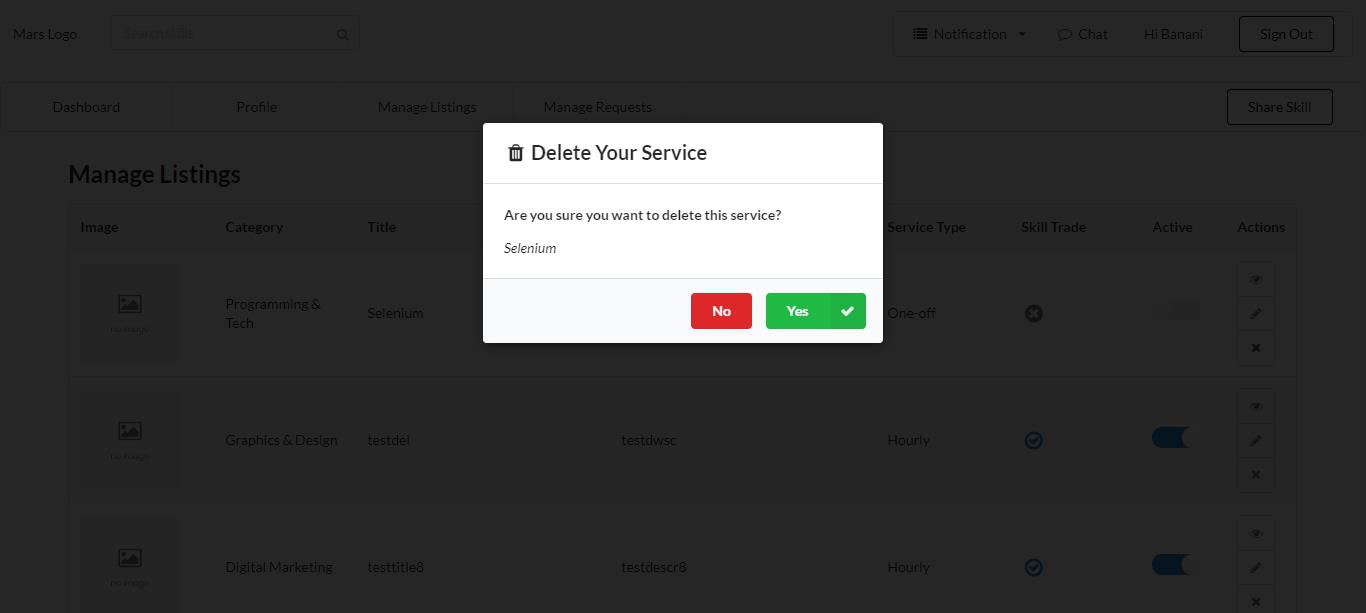 Mars Logo
Search skills
Notification
Chat
Hi Banani
Sign Out
Dashboard
Profile
Manage Listings
Manage Requests
Share Skill
Delete Your Service
Are you sure you want to delete this service?
Selenium
No
Yes
Manage Listings
Image
Category
Title
Service Type
Skill Trade
Active
Actions
no image
Programming &
Tech
Selenium
One-off
no image
Graphics & Design
testdel
testdwsc
Hourly
no image
Digital Marketing
testtitle8
testdescr8
Hourly